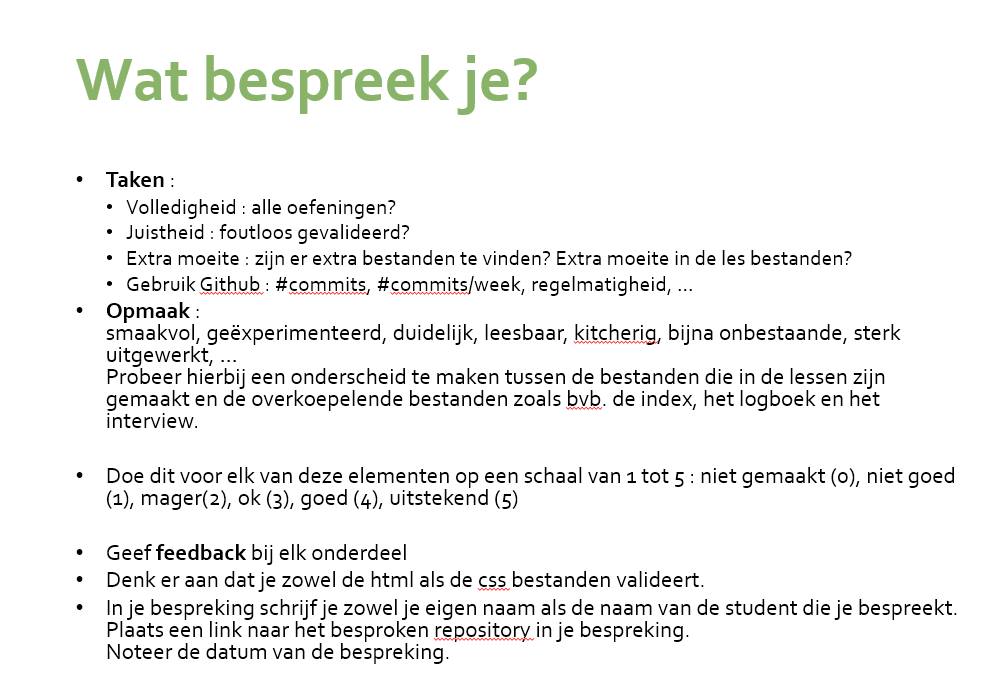 Wat bespreek je?
• Taken :
• Volledigheid : alle oefeningen?
• Juistheid : foutloos gevalideerd?
• Extra moeite : zijn er extra bestanden te vinden? Extra moeite in de les bestanden?
• Gebruik Github : #commits, #commits/week, regelmatigheid, ...
• Opmaak :
smaakvol, geëxperimenteerd, duidelijk, leesbaar, kitcherig, bijna onbestaande, sterk
uitgewerkt, ...
Probeer hierbij een onderscheid te maken tussen de bestanden die in de lessen zijn
gemaakt en de overkoepelende bestanden zoals bvb. de index, het logboek en het
interview.
• Doe dit voor elk van deze elementen op een schaal van 1 tot 5 : niet gemaakt (0), niet goed
(1), mager(2), ok (3), goed (4), uitstekend (5)
• Geef feedback bij elk onderdeel
• Denk er aan dat je zowel de html als de css bestanden valideert.
• In je bespreking schrijf je zowel je eigen naam als de naam van de student die je bespreekt.
Plaats een link naar het besproken repository in je bespreking.
Noteer de datum van de bespreking.